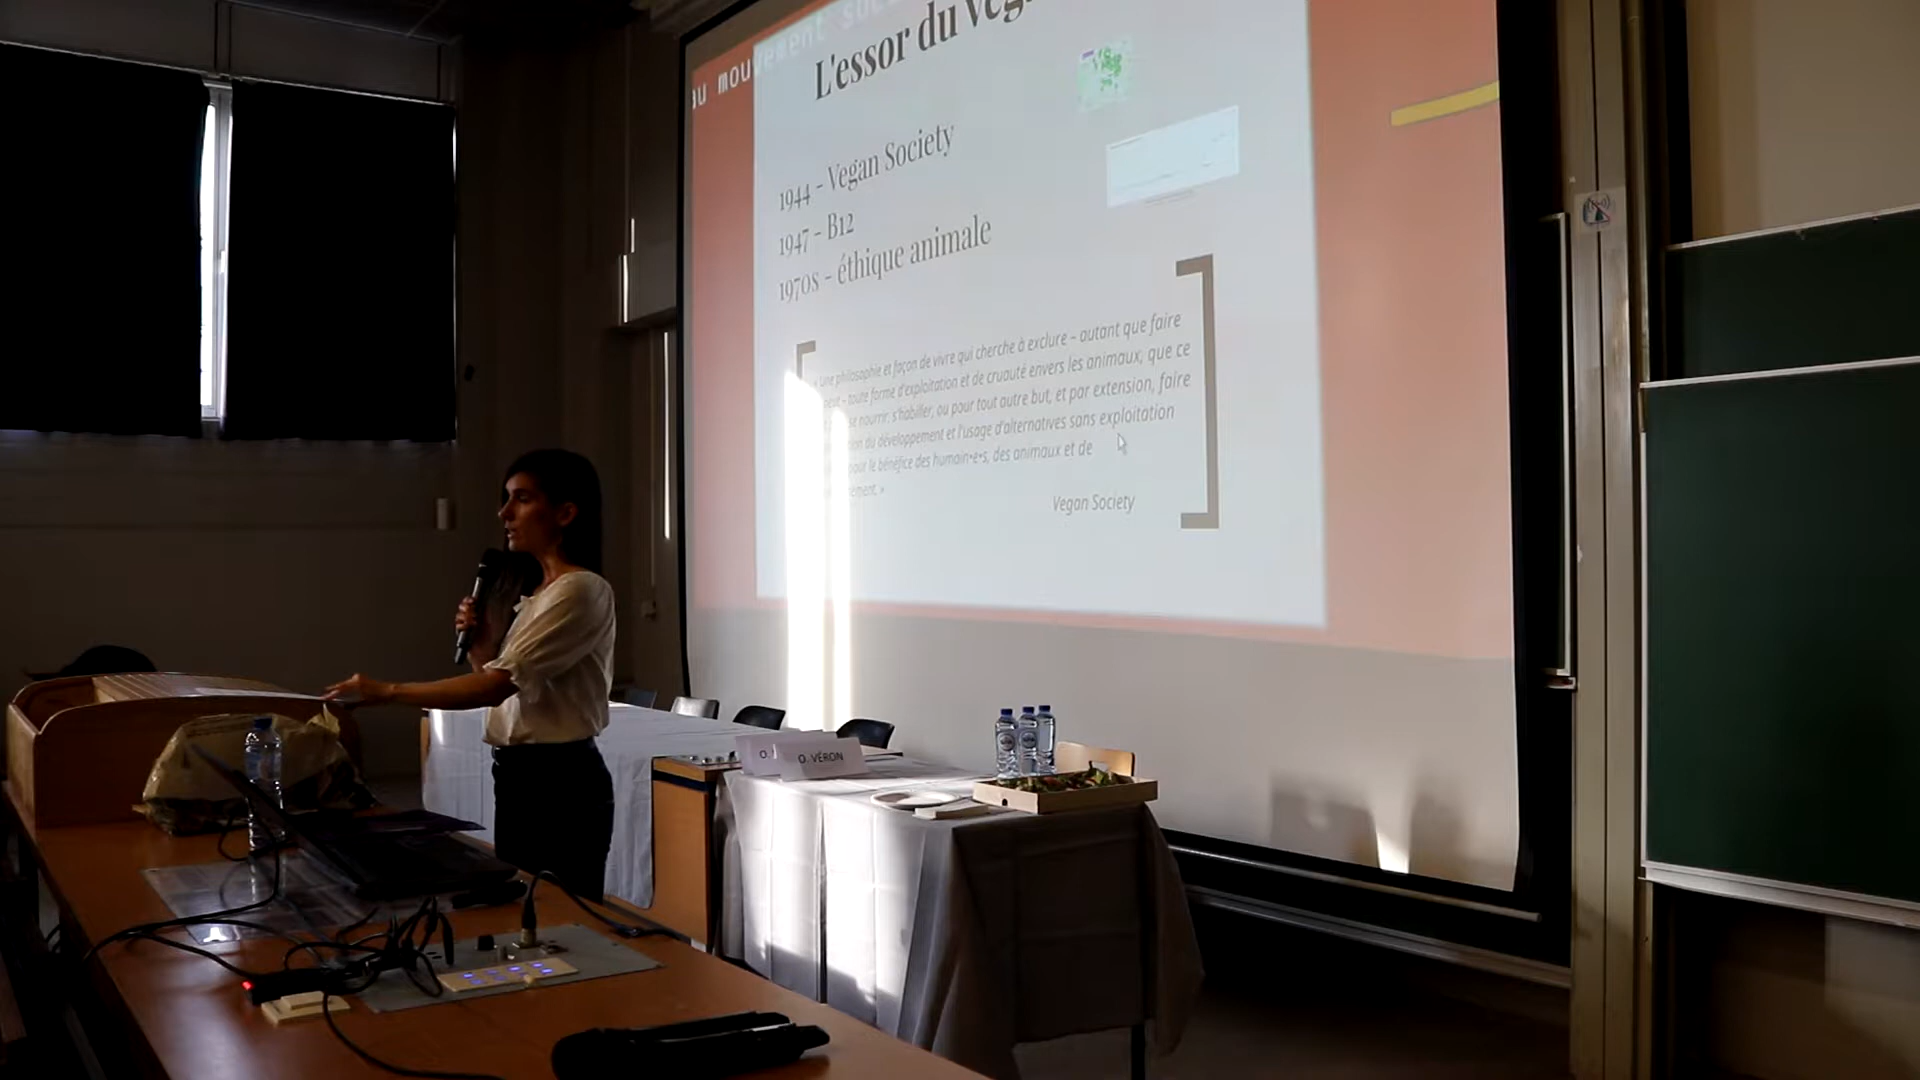 au mouvement
L'essor du
1944 - Vegan Society
1947 - B12
1970s - éthique animale
« Une philosophie et façon de vivre qui cherche à exclure – autant que faire
peut – toute forme d'exploitation et de cruauté envers les animaux, que ce
se nourrir, s'habiller, ou pour tout autre but, et par extension, faire
du développement et l'usage d'alternatives sans exploitation
pour le bénéfice des humain•e•s, des animaux et de
»
Vegan Society
O.
O. VÉRON